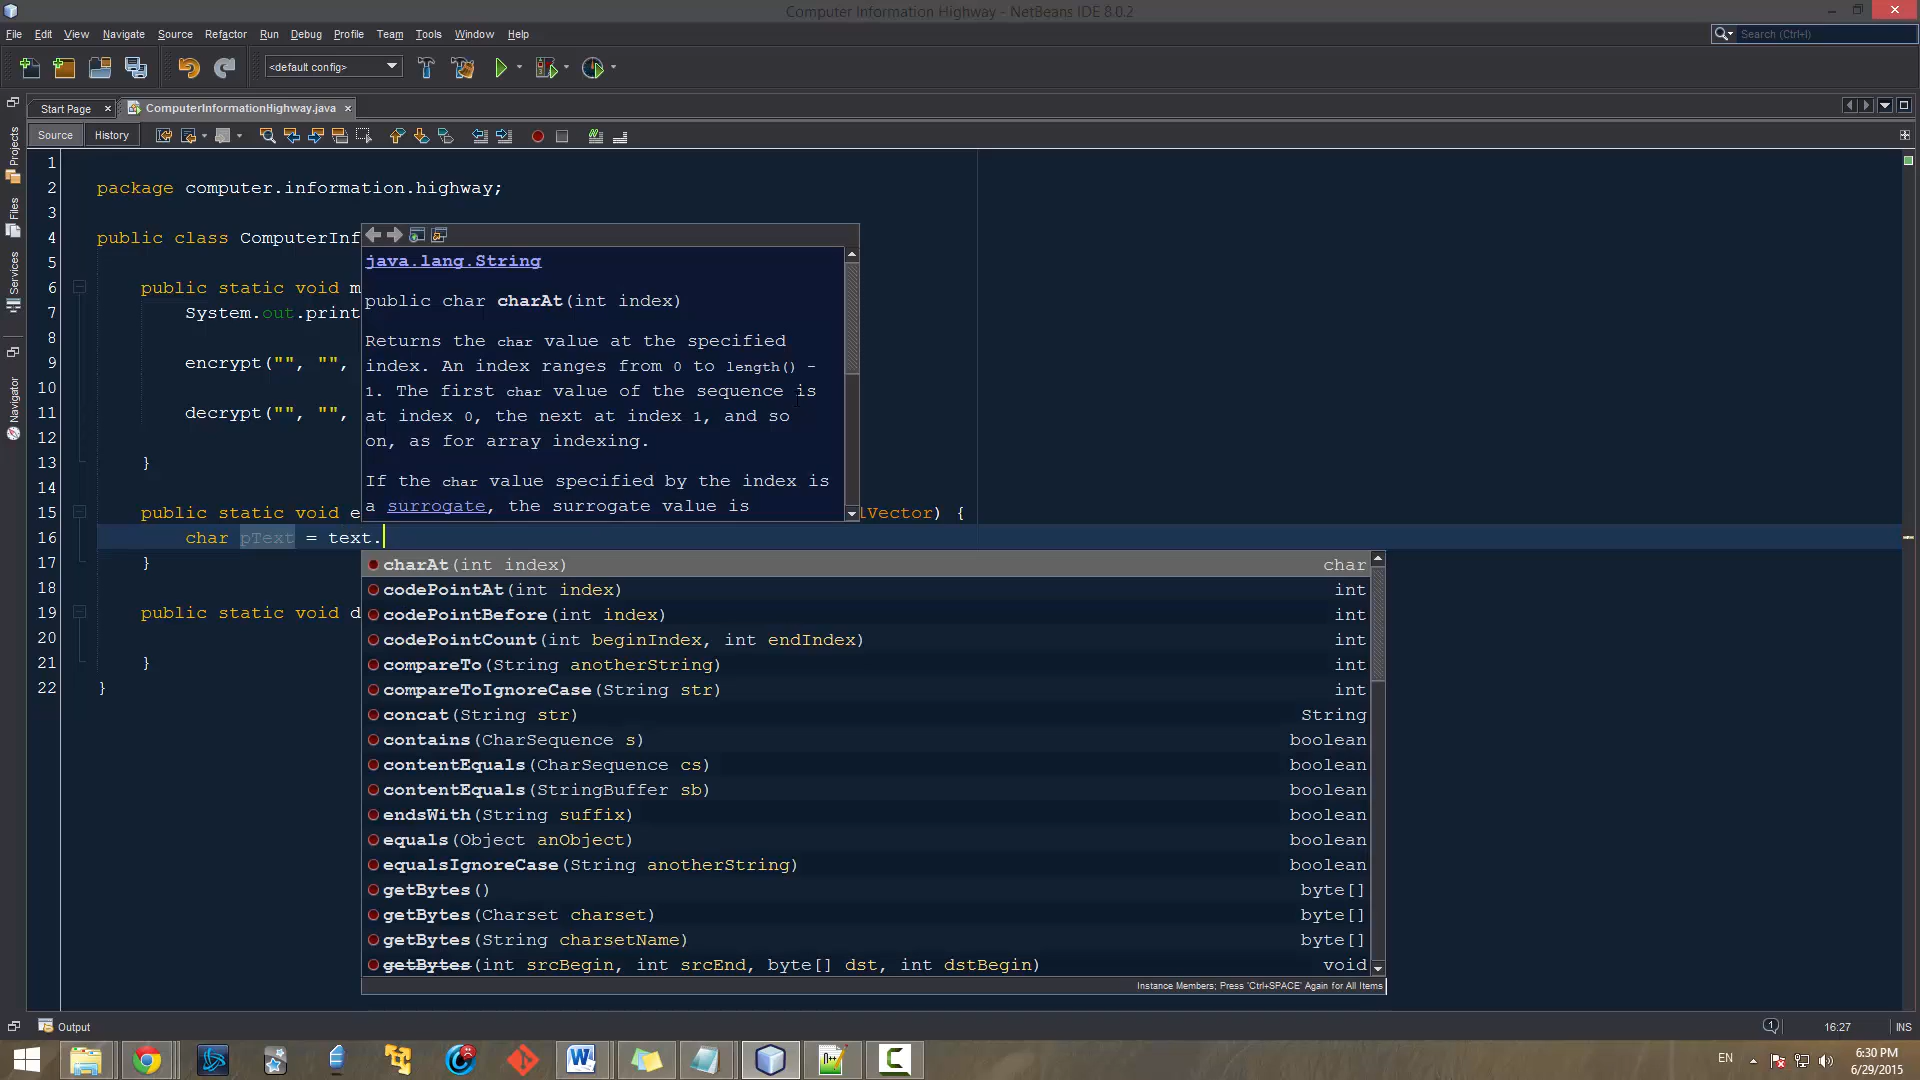 Computer Information Highway - NetBeans IDE 8.0.2
File Edit View Navigate Source Refactor Run Debug Profile Team Tools Window Help
Search (Ctrl+I)
<default config>
Start Page
ComputerInformationHighway.java
Source History
Projects
Files
Services
Navigator
1
2 package computer.information.highway;
3
4 public class ComputerInf
5
6 public static void m
7 System.out.print
8
9 encrypt("", "",
10
11 decrypt("", "",
12
13 }
14
15 public static void e lVector) {
16 char pText = text.
17 }
18
19 public static void d
20
21 }
22 }
java.lang.String
public char charAt(int index)
Returns the char value at the specified
index. An index ranges from 0 to length() -
1. The first char value of the sequence is
at index 0, the next at index 1, and so
on, as for array indexing.
If the char value specified by the index is
a surrogate, the surrogate value is
charAt(int index) char
codePointAt(int index) int
codePointBefore(int index) int
codePointCount(int beginIndex, int endIndex) int
compareTo(String anotherString) int
compareToIgnoreCase(String str) int
concat(String str) String
contains(CharSequence s) boolean
contentEquals(CharSequence cs) boolean
contentEquals(StringBuffer sb) boolean
endsWith(String suffix) boolean
equals(Object anObject) boolean
equalsIgnoreCase(String anotherString) boolean
getBytes() byte[]
getBytes(Charset charset) byte[]
getBytes(String charsetName) byte[]
getBytes(int srcBegin, int srcEnd, byte[] dst, int dstBegin) void
Instance Members; Press 'Ctrl+SPACE' Again for All Items
Output
1
16:27
INS
EN
6:30 PM
6/29/2015